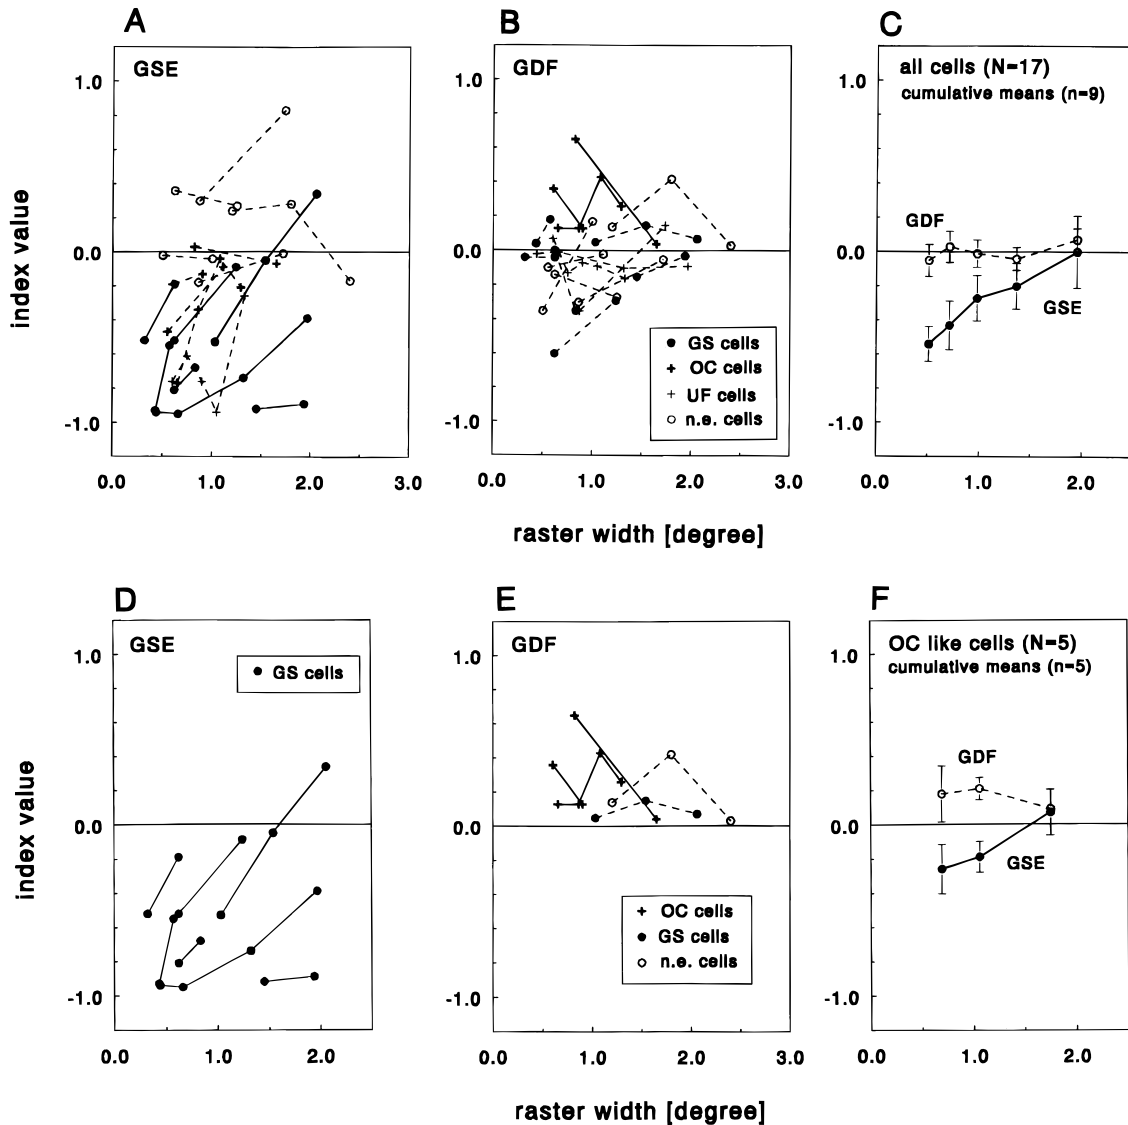 A
GSE
1.0
0.0
-1.0
0.0 1.0 2.0 3.0
index value
B
GDF
1.0
0.0
-1.0
GS cells
OC cells
UF cells
n.e. cells
0.0 1.0 2.0 3.0
raster width [degree]
C
all cells (N=17)
cumulative means (n=9)
1.0
GDF
0.0
GSE
-1.0
0.0 1.0 2.0
D
GSE
GS cells
1.0
0.0
-1.0
0.0 1.0 2.0
index value
E
GDF
1.0
0.0
OC cells
GS cells
n.e. cells
-1.0
0.0 1.0 2.0 3.0
raster width [degree]
F
OC like cells (N=5)
cumulative means (n=5)
1.0
GDF
0.0
GSE
-1.0
0.0 1.0 2.0